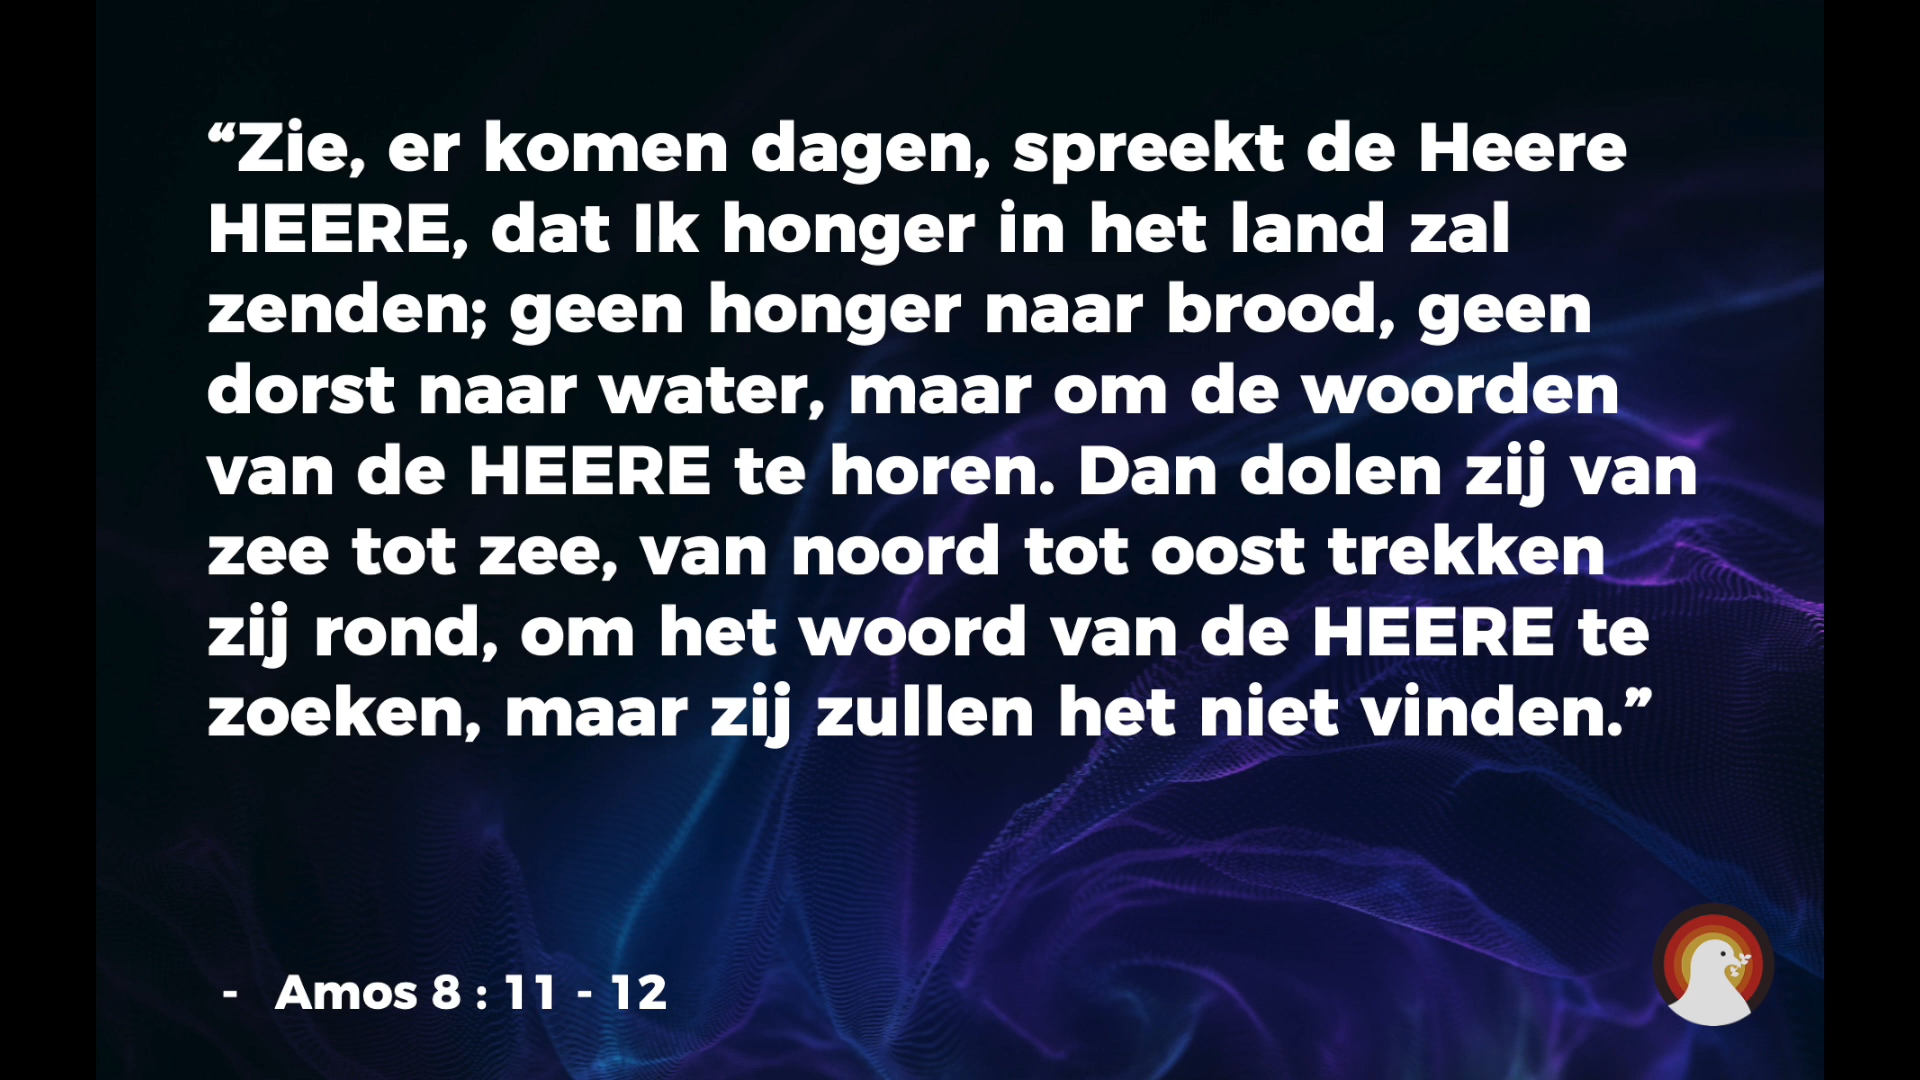 “Zie, er komen dagen, spreekt de Heere
HEERE, dat Ik honger in het land zal
zenden; geen honger naar brood, geen
dorst naar water, maar om de woorden
van de HEERE te horen. Dan dolen zij van
zee tot zee, van noord tot oost trekken
zij rond, om het woord van de HEERE te
zoeken, maar zij zullen het niet vinden.”
- Amos 8 : 11 - 12